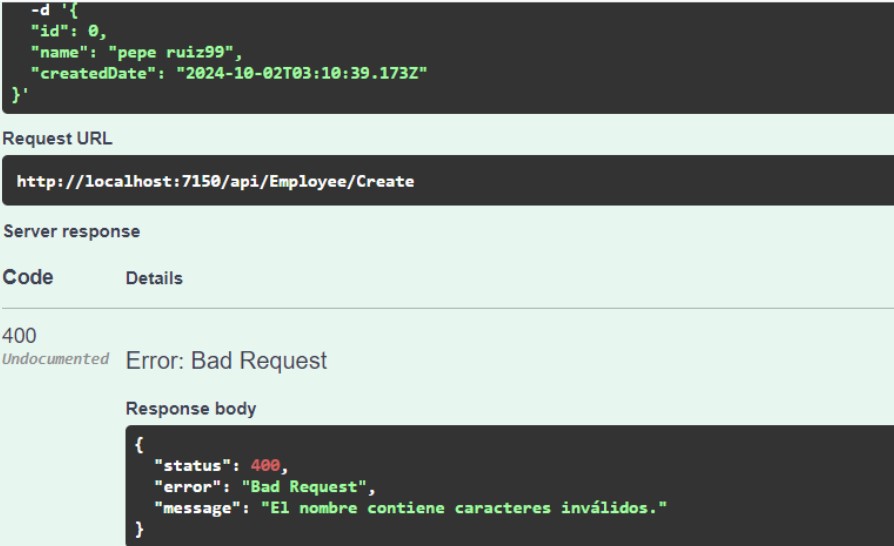 -d '{
"id": 0,
"name": "pepe ruiz99",
"createdDate": "2024-10-02T03:10:39.173Z"
}'
Request URL
http://localhost:7150/api/Employee/Create
Server response
Code Details
400
Undocumented Error: Bad Request
Response body
{
"status": 400,
"error": "Bad Request",
"message": "El nombre contiene caracteres inválidos."
}